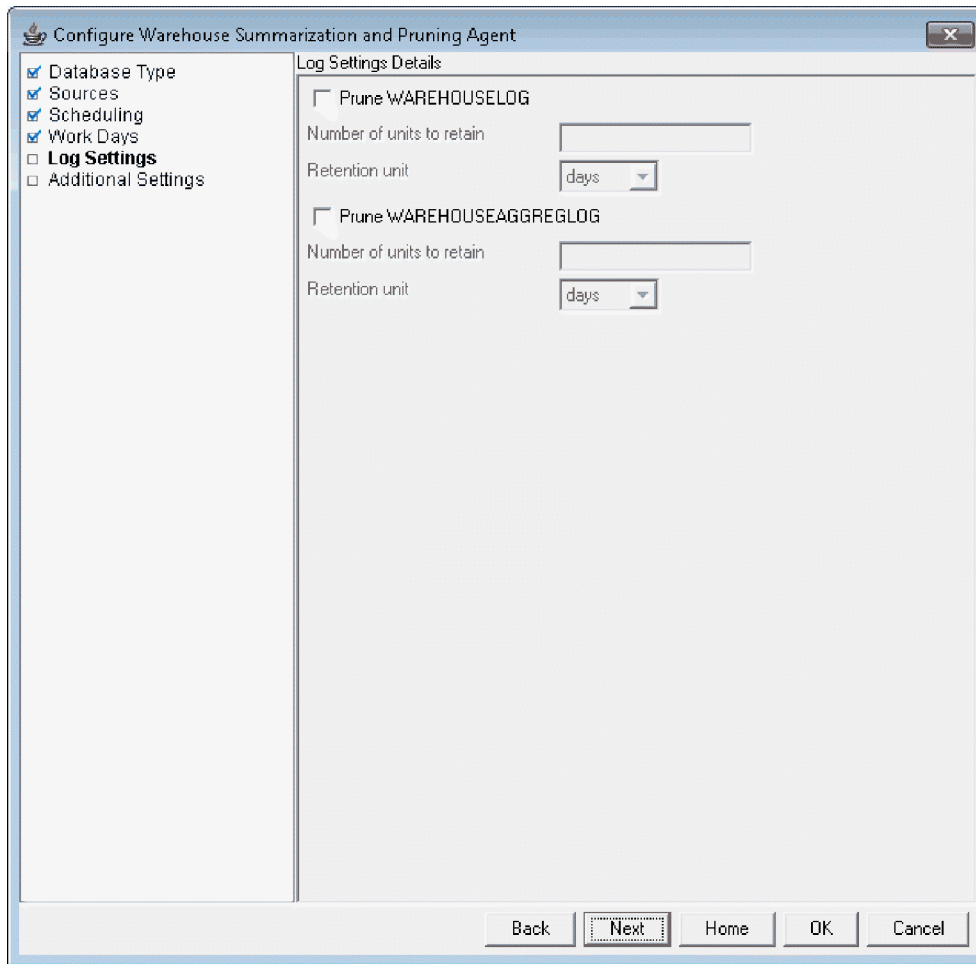 Configure Warehouse Summarization and Pruning Agent
Database Type
Sources
Scheduling
Work Days
Log Settings
Additional Settings
Log Settings Details
Prune WAREHOUSELOG
Number of units to retain
Retention unit
days
Prune WAREHOUSEAGGREGLOG
Number of units to retain
Retention unit
days
Back
Next
Home
OK
Cancel